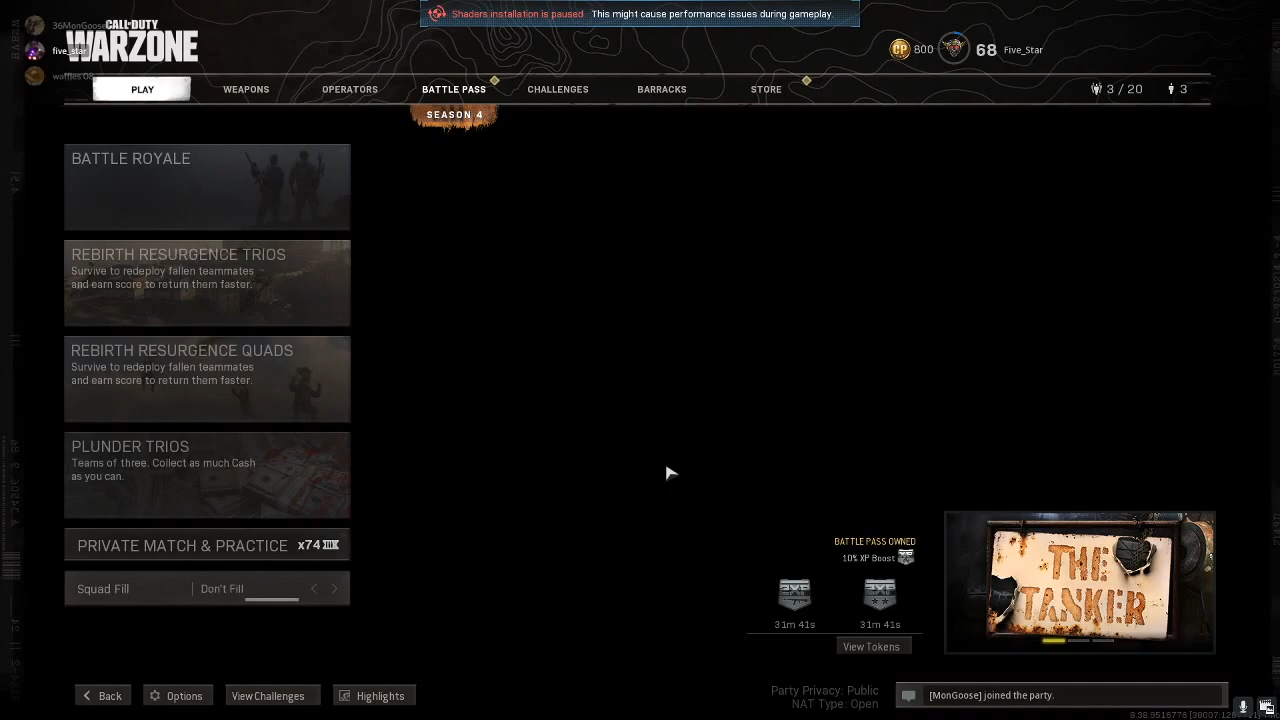 Shaders installation is paused This might cause performance issues during gameplay
36MonGoose
five_star
waffles 08
CALL OF DUTY
WARZONE
CP 800 68 Five_Star
PLAY WEAPONS OPERATORS BATTLE PASS CHALLENGES BARRACKS STORE 3 / 20 3
SEASON 4
BATTLE ROYALE
REBIRTH RESURGENCE TRIOS
Survive to redeploy fallen teammates
and earn score to return them faster.
REBIRTH RESURGENCE QUADS
Survive to redeploy fallen teammates
and earn score to return them faster.
PLUNDER TRIOS
Teams of three. Collect as much Cash
as you can.
PRIVATE MATCH & PRACTICE x74
Squad Fill Don't Fill
BATTLE PASS OWNED
10% XP Boost
2XP 2XP
31m 41s 31m 41s
View Tokens
THE
TANKER
Back Options View Challenges Highlights
Party Privacy: Public
NAT Type: Open
[MonGoose] joined the party.